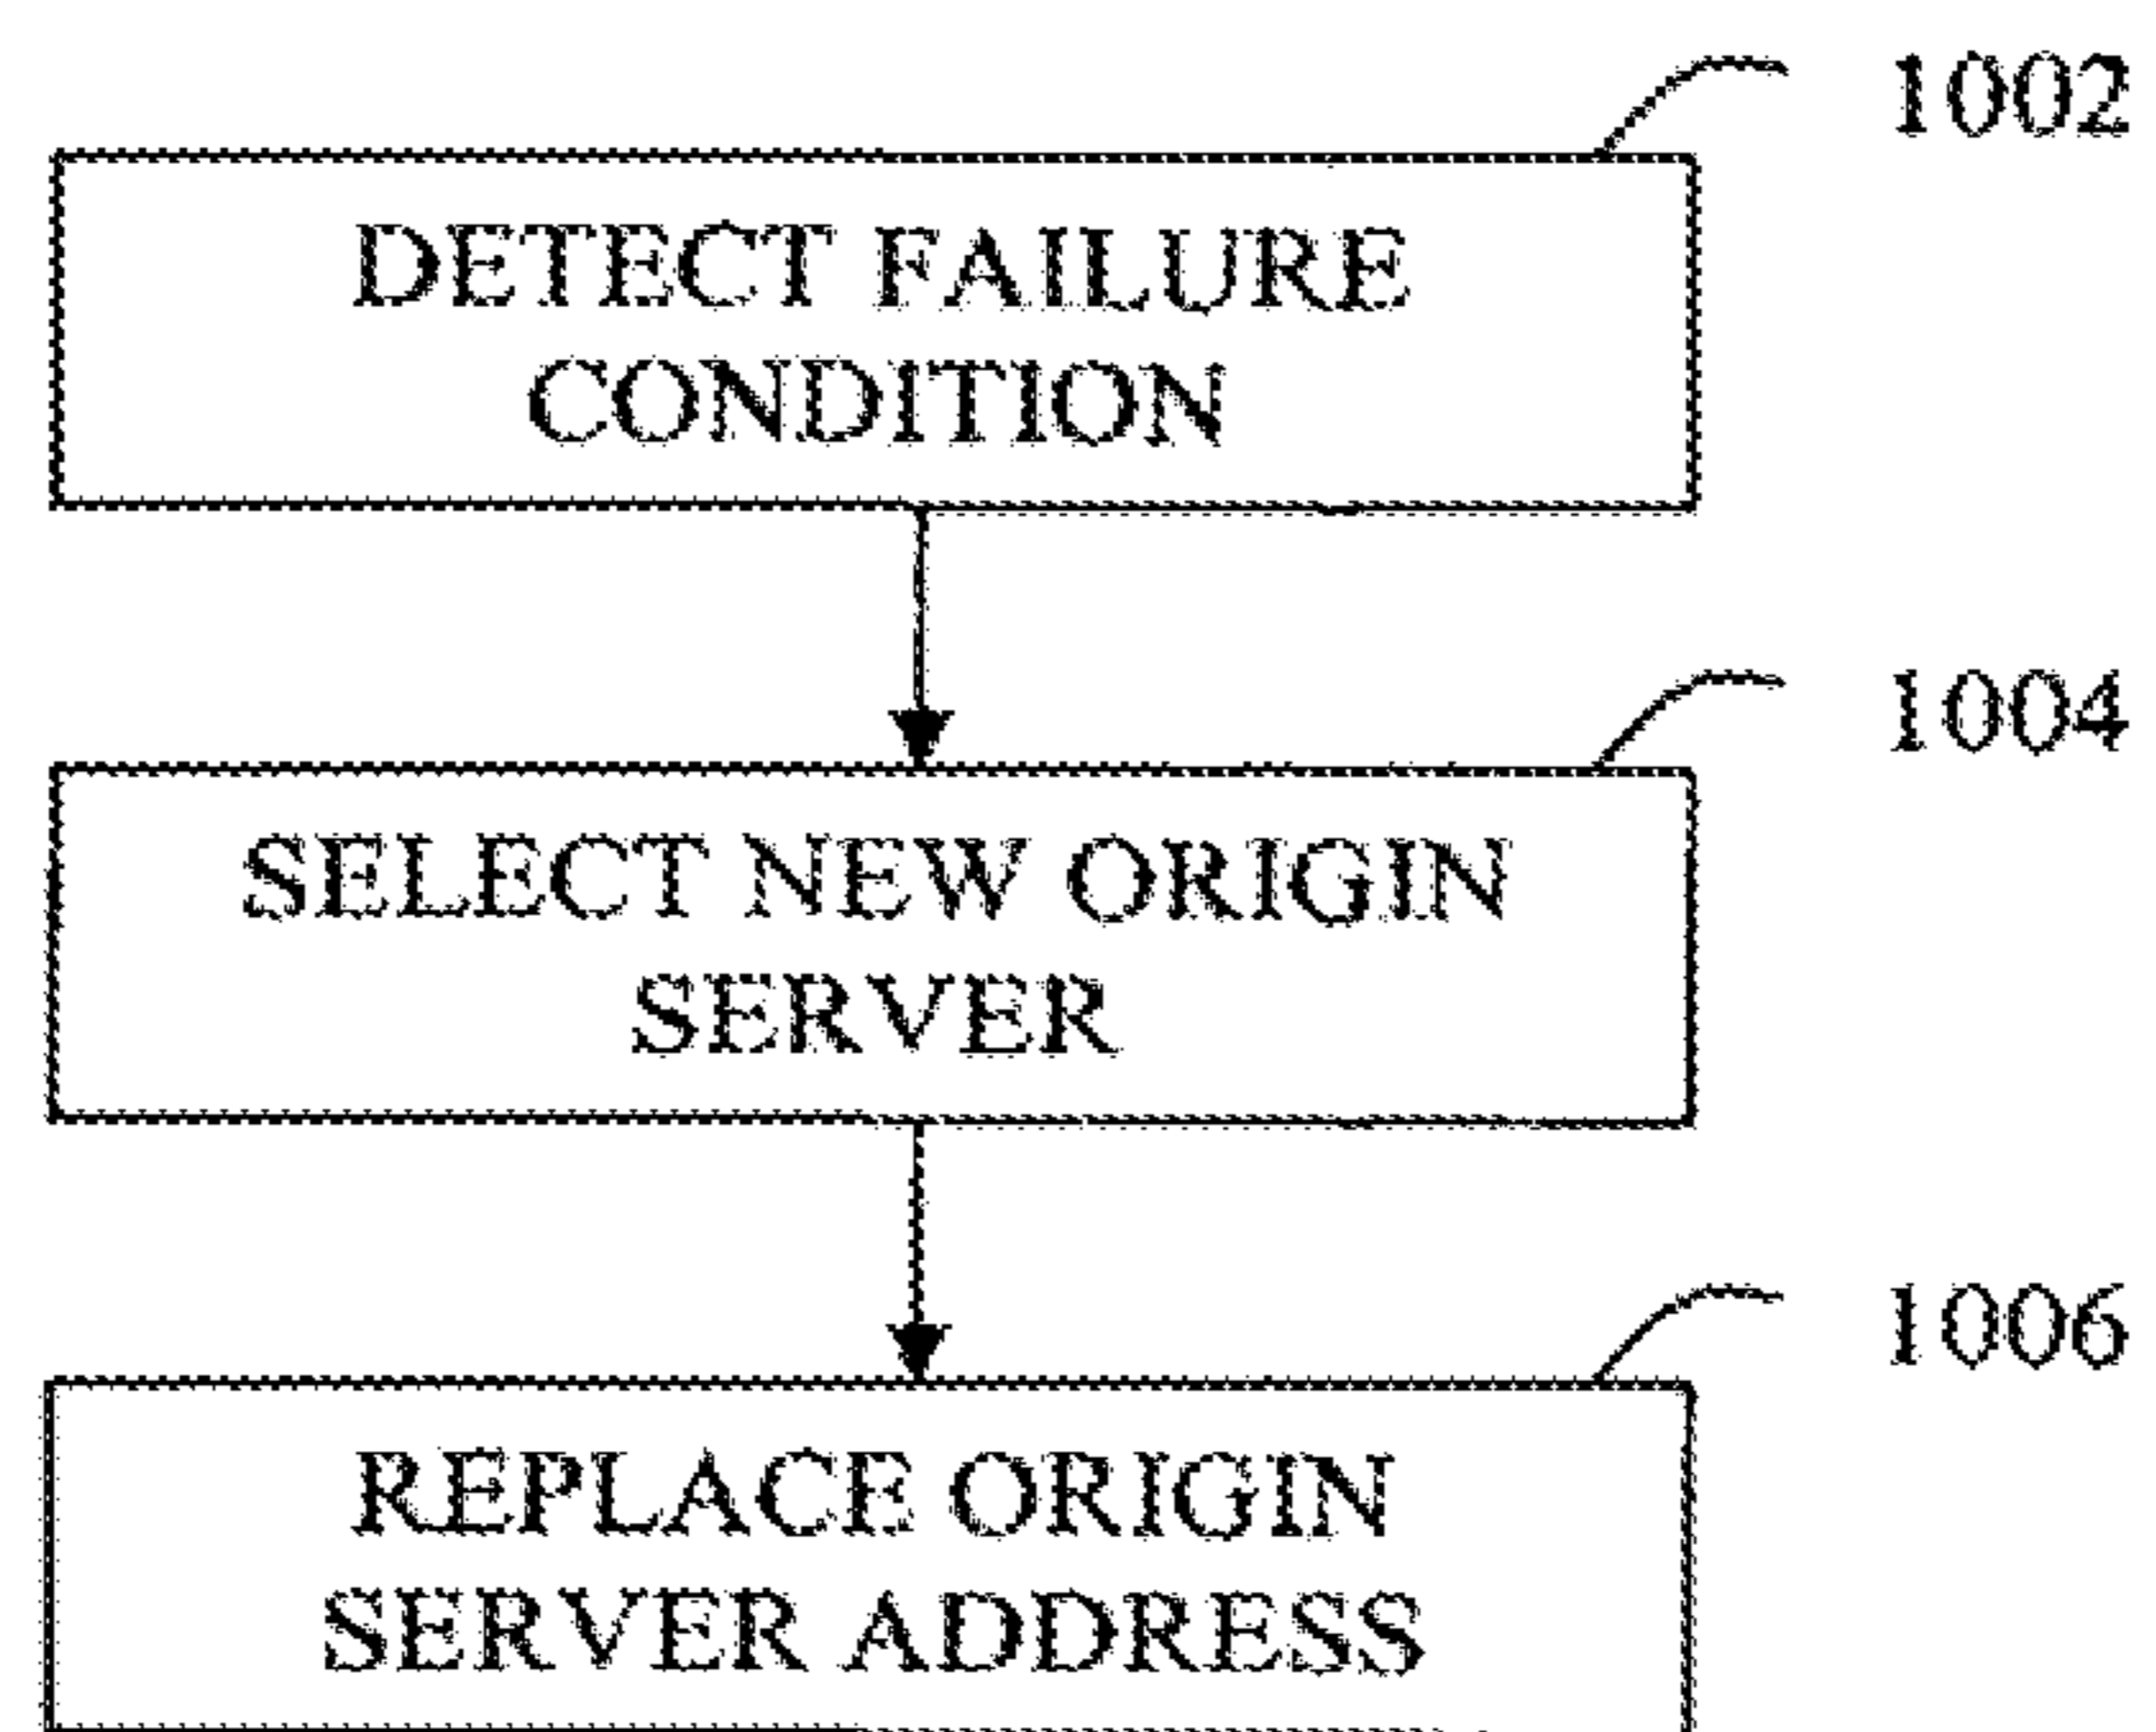 1002
DETECT FAILURE
CONDITION
1004
SELECT NEW ORIGIN
SERVER
1006
REPLACE ORIGIN
SERVER ADDRESS